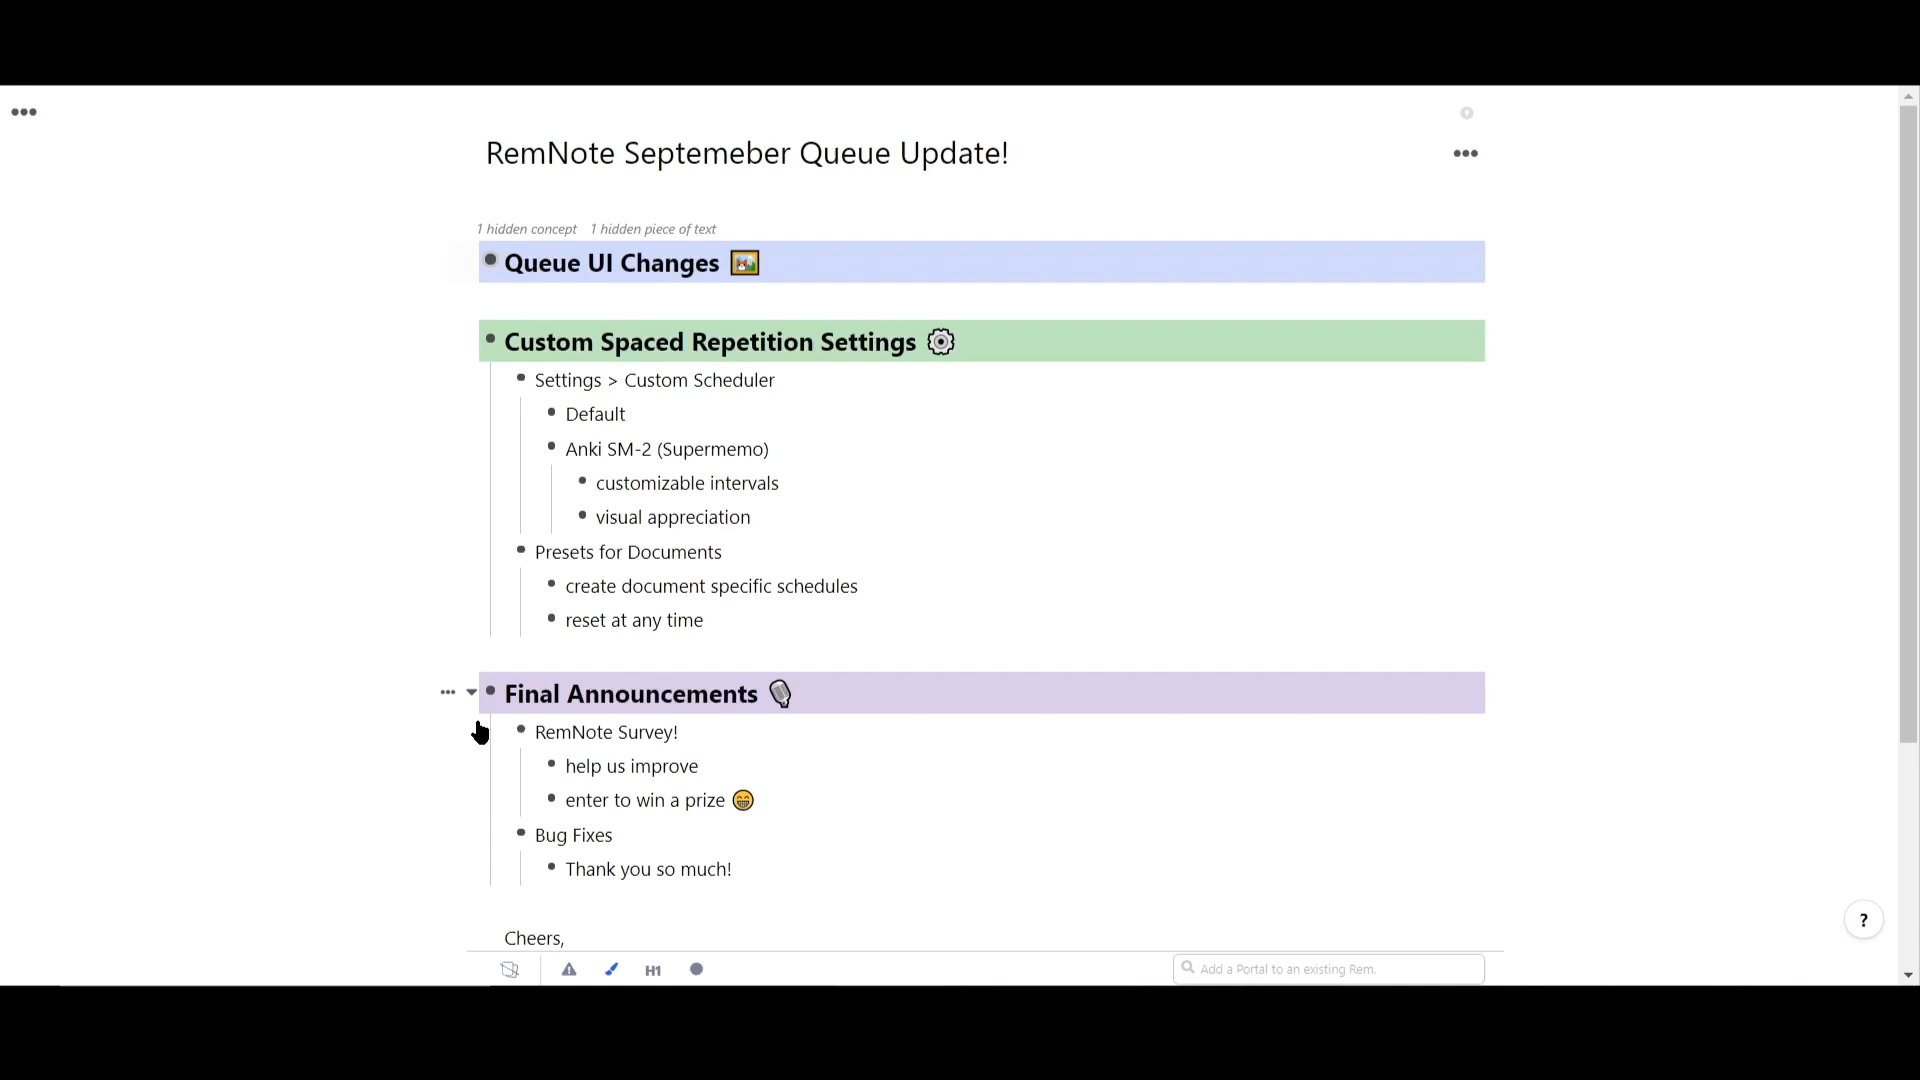 RemNote Septemeber Queue Update!
1 hidden concept 1 hidden piece of text
Queue UI Changes
Custom Spaced Repetition Settings
Settings > Custom Scheduler
Default
Anki SM-2 (Supermemo)
customizable intervals
visual appreciation
Presets for Documents
create document specific schedules
reset at any time
Final Announcements
RemNote Survey!
help us improve
enter to win a prize 😁
Bug Fixes
Thank you so much!
?
Cheers,
H1 Add a Portal to an existing Rem.